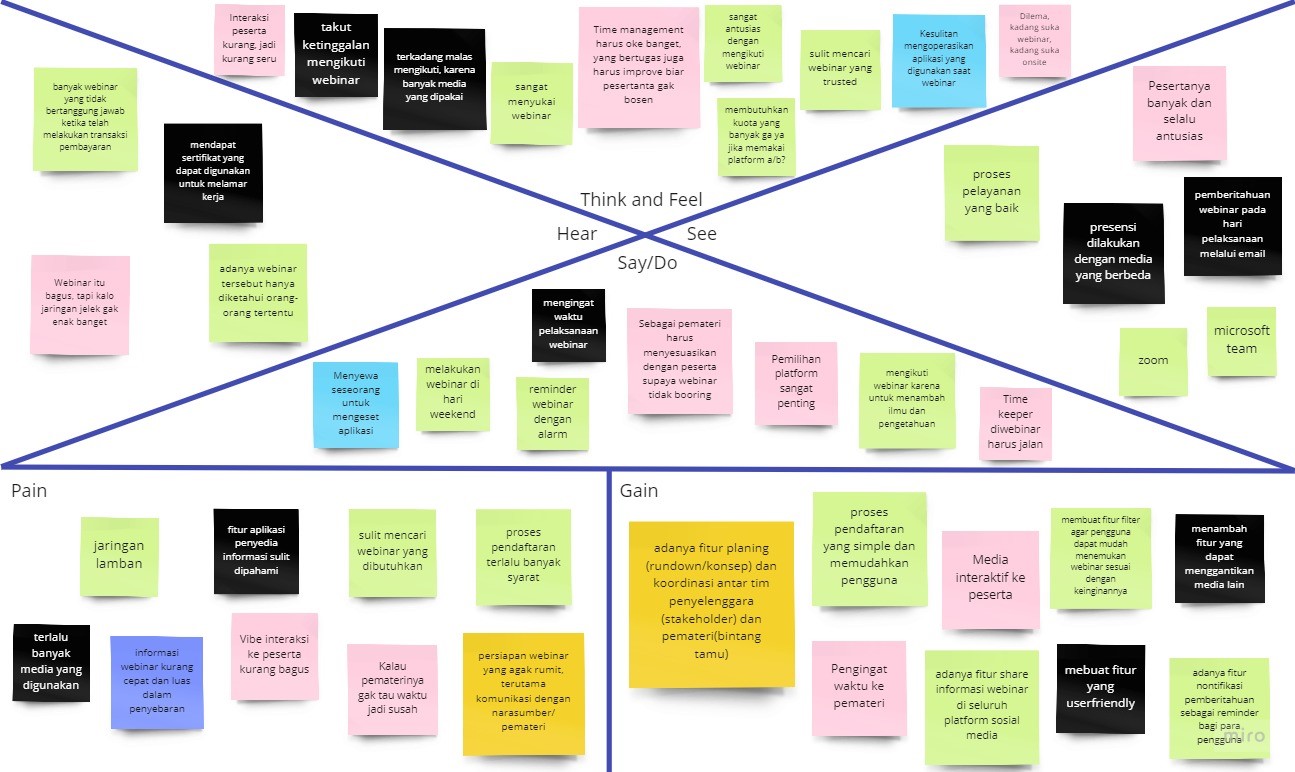 Interaksi
peserta
kurang, jadi
kurang seru
takut
ketinggalan
mengikuti
webinar
terkadang malas
mengikuti, karena
banyak media
yang dipakai
sangat
menyukai
webinar
Time management
harus oke banget,
yang bertugas juga
harus improve biar
pesertanta gak
bosen
sangat
antusias
dengan
mengikuti
webinar
membutuhkan
kuota yang
banyak ga ya
jika memakai
platform a/b?
sulit mencari
webinar yang
trusted
Kesulitan
mengoperasikan
aplikasi yang
digunakan saat
webinar
Dilema,
kadang suka
webinar,
kadang suka
onsite
Think and Feel
banyak webinar
yang tidak
bertanggung jawab
ketika telah
melakukan transaksi
pembayaran
mendapat
sertifikat yang
dapat digunakan
untuk melamar
kerja
Webinar itu
bagus, tapi kalo
jaringan jelek gak
enak banget
adanya webinar
tersebut hanya
diketahui orang-
orang tertentu
Hear
See
Pesertanya
banyak dan
selalu
antusias
proses
pelayanan
yang baik
presensi
dilakukan
dengan media
yang berbeda
pemberitahuan
webinar pada
hari
pelaksanaan
melalui email
zoom
microsoft
team
Say/Do
Menyewa
seseorang
untuk
mengeset
aplikasi
melakukan
webinar di
hari
weekend
mengingat
waktu
pelaksanaan
webinar
reminder
webinar
dengan
alarm
Sebagai pemateri
harus
menyesuasikan
dengan peserta
supaya webinar
tidak booring
Pemilihan
platform
sangat
penting
mengikuti
webinar karena
untuk menambah
ilmu dan
pengetahuan
Time
keeper
diwebinar
harus jalan
Pain
jaringan
lamban
fitur aplikasi
penyedia
informasi sulit
dipahami
sulit mencari
webinar yang
dibutuhkan
proses
pendaftaran
terlalu banyak
syarat
terlalu
banyak
media yang
digunakan
informasi
webinar kurang
cepat dan luas
dalam
penyebaran
Vibe interaksi
ke peserta
kurang bagus
Kalau
pematerinya
gak tau waktu
jadi susah
persiapan webinar
yang agak rumit,
terutama
komunikasi dengan
narasumber/
pemateri
Gain
adanya fitur planing
(rundown/konsep) dan
koordinasi antar tim
penyelenggara
(stakeholder) dan
pemateri(bintang
tamu)
proses
pendaftaran
yang simple dan
memudahkan
pengguna
Media
interaktif ke
peserta
membuat fitur filter
agar pengguna
dapat mudah
menemukan
webinar sesuai
dengan
keinginannya
menambah
fitur yang
dapat
menggantikan
media lain
Pengingat
waktu ke
pemateri
adanya fitur share
informasi webinar
di seluruh
platform sosial
media
mebuat fitur
yang
userfriendly
adanya fitur
nontifikasi
pemberitahuan
sebagai reminder
bagi para
pengguna
miro